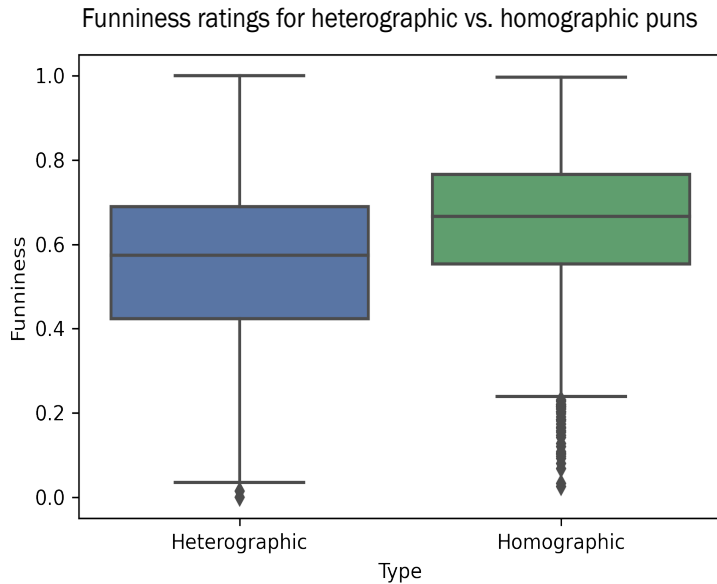 Funniness ratings for heterographic vs. homographic puns
1.0
0.8
0.6
0.4
0.2
0.0
Funniness
Heterographic
Homographic
Type